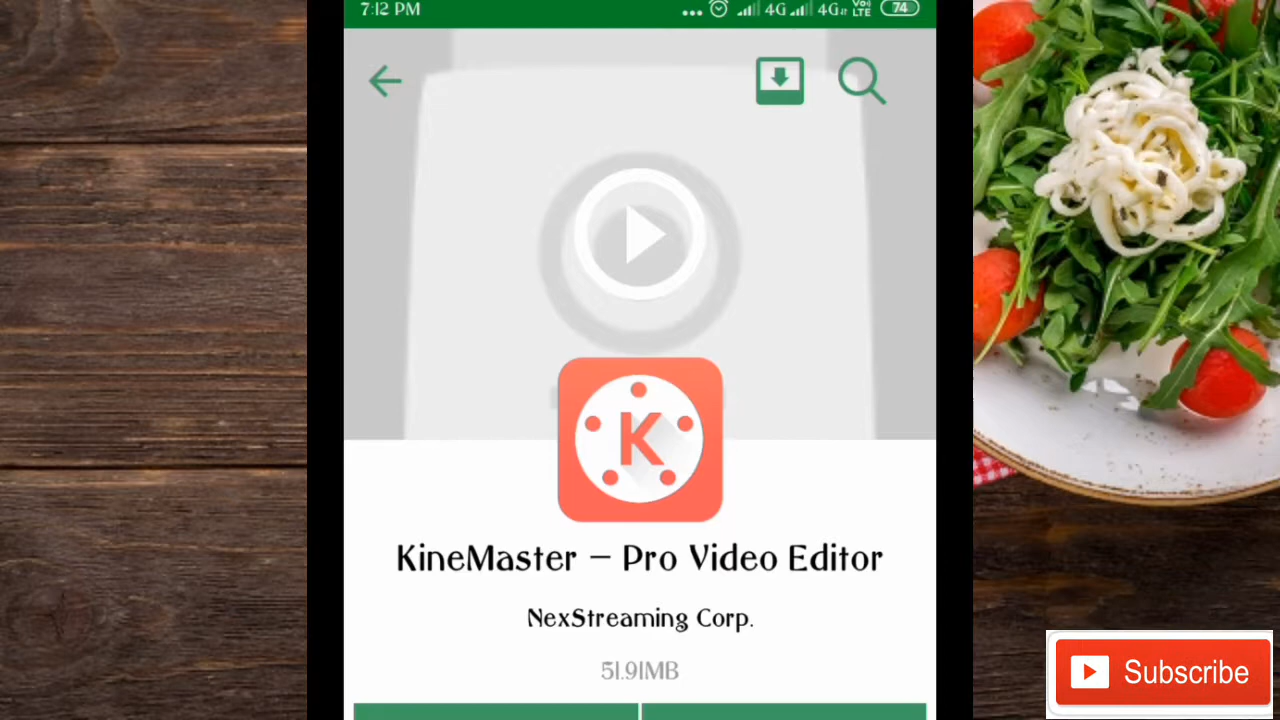 7:12 PM
4G 4G Vo) LTE 74
K
KineMaster – Pro Video Editor
NexStreaming Corp.
51.91MB
Subscribe